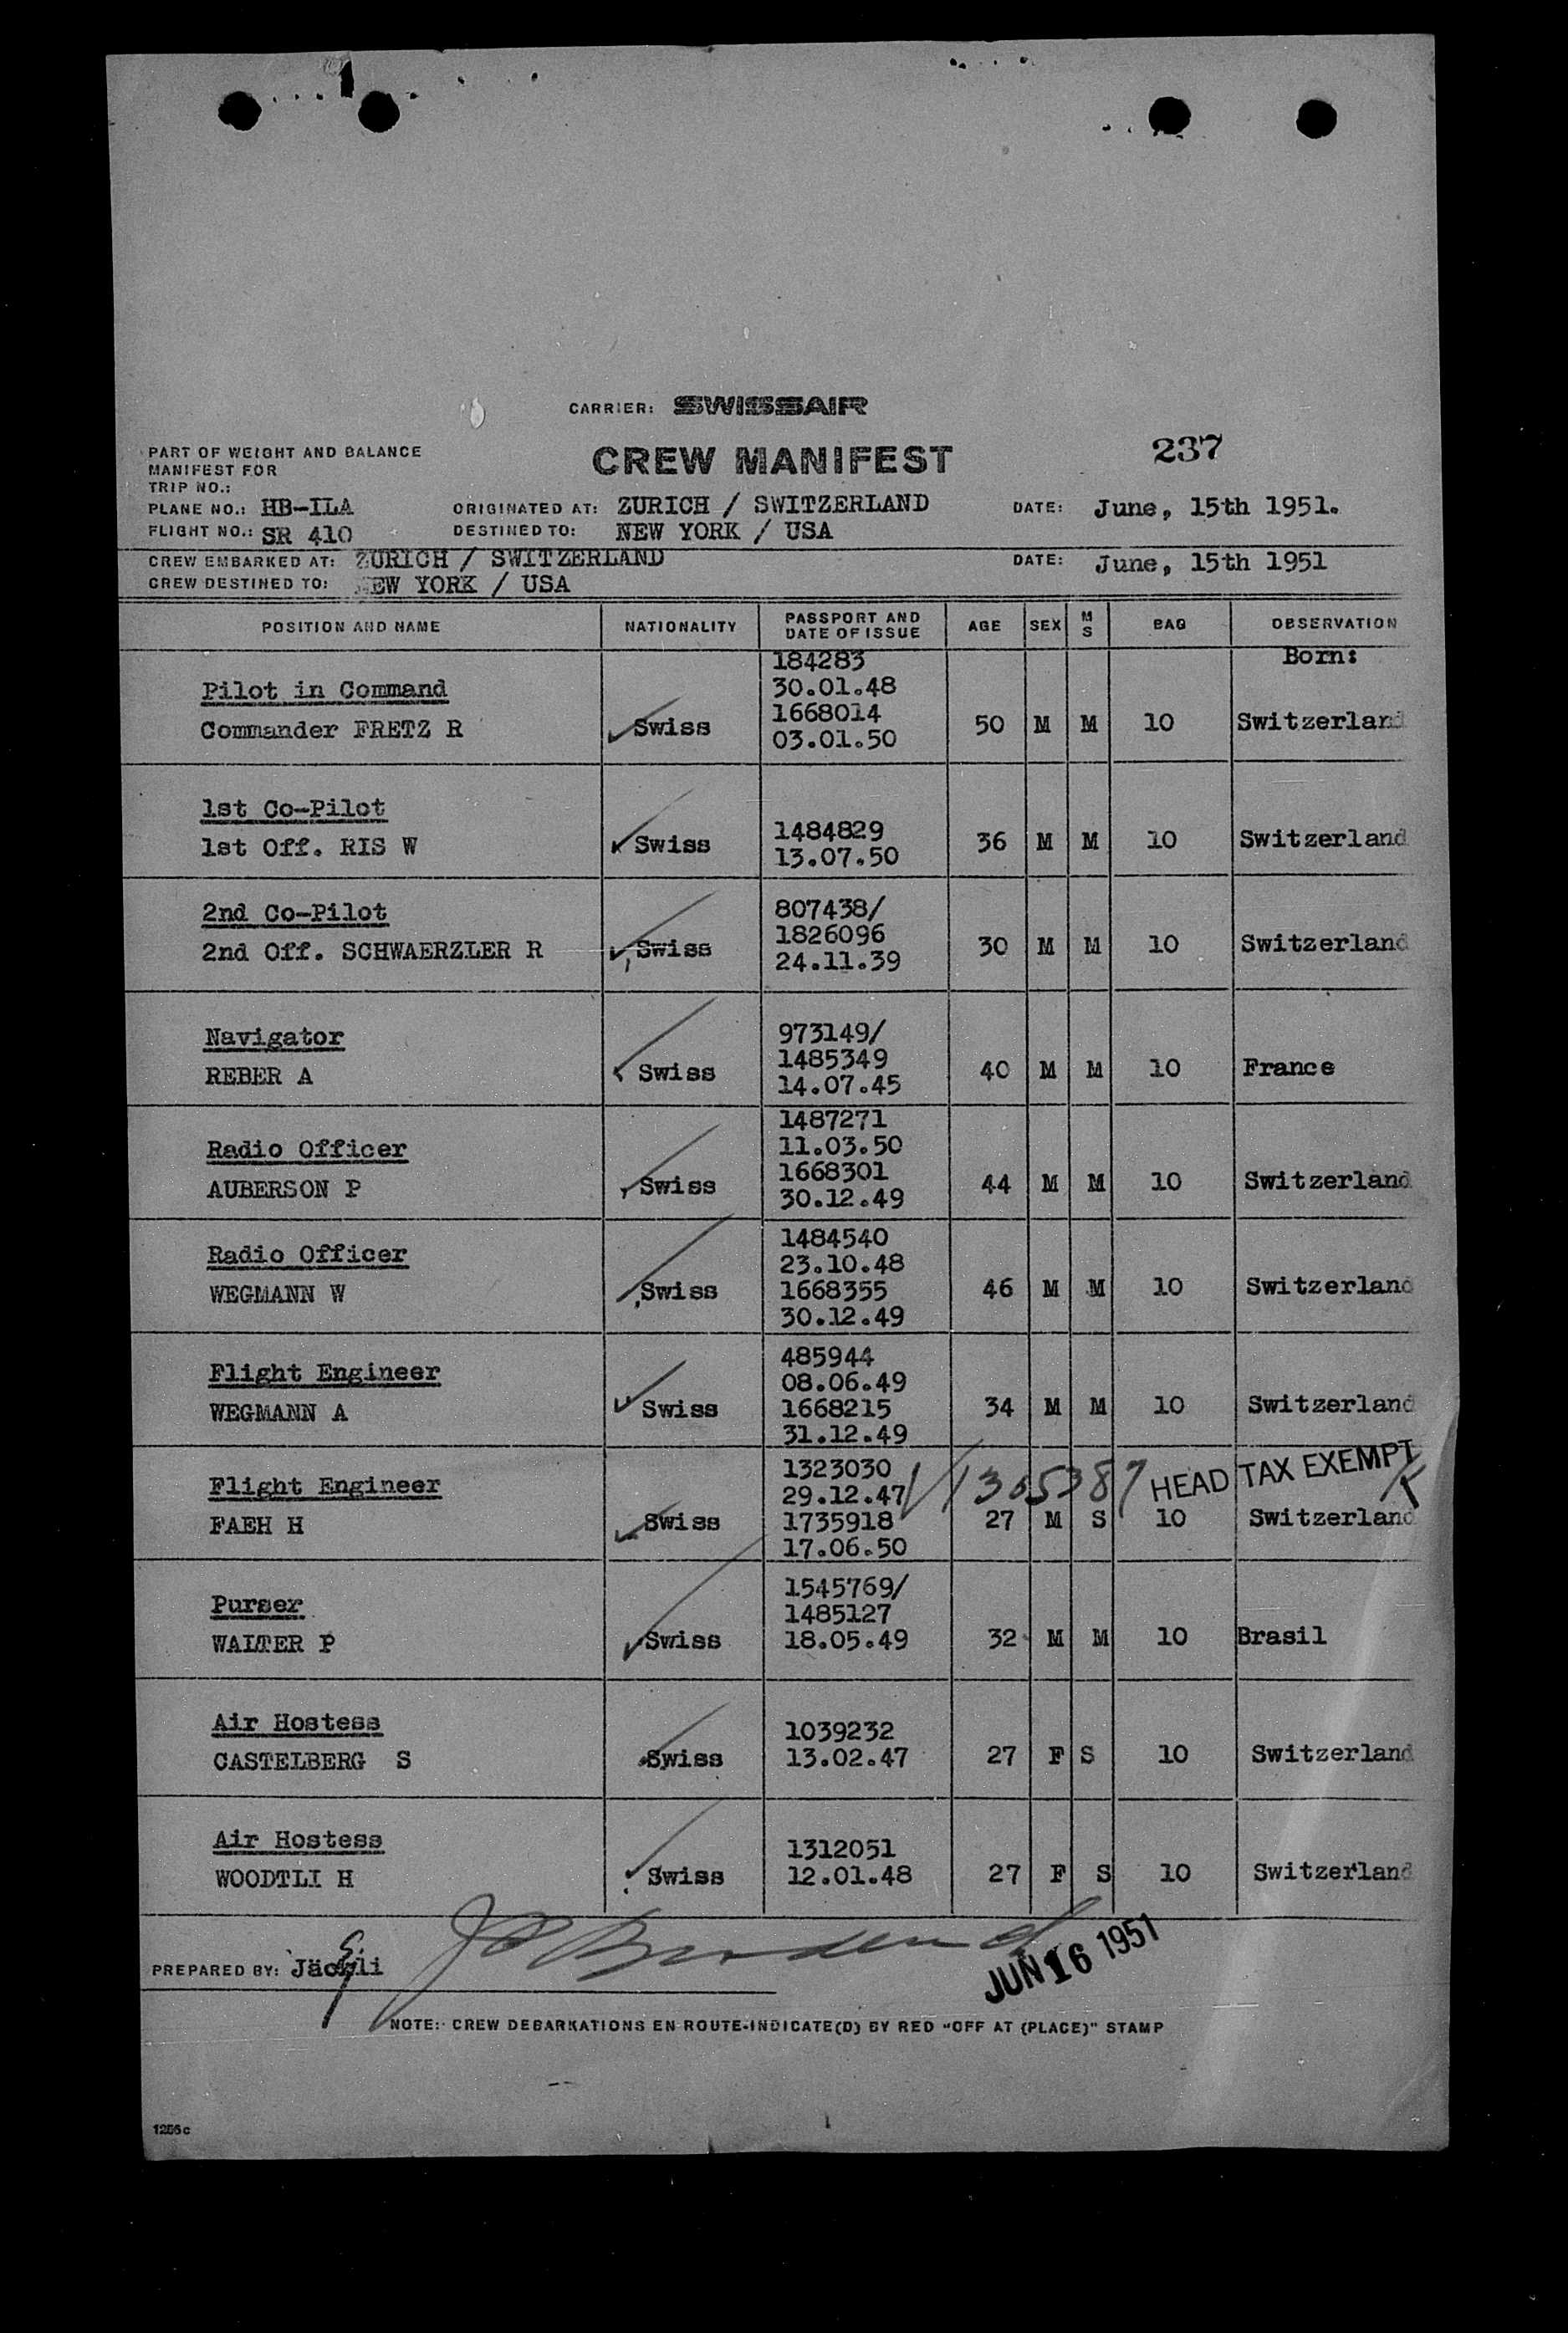 CARRIER: SWISSAIR
PART OF WEIGHT AND BALANCE
MANIFEST FOR
TRIP NO.:
CREW MANIFEST
237
PLANE NO.: HB-ILA ORIGINATED AT: ZURICH / SWITZERLAND DATE: June, 15th 1951.
FLIGHT NO.: SR 410 DESTINED TO: NEW YORK / USA
CREW EMBARKED AT: ZURICH / SWITZERLAND DATE: June, 15th 1951
CREW DESTINED TO: NEW YORK / USA
POSITION AND NAME NATIONALITY PASSPORT AND DATE OF ISSUE AGE SEX M S BAG OBSERVATION
Born:
184283
Pilot in Command 30.01.48
Commander FRETZ R Swiss 1668014 50 M M 10 Switzerland
03.01.50
1st Co-Pilot
1st Off. RIS W Swiss 1484829 36 M M 10 Switzerland
13.07.50
2nd Co-Pilot 807438/
2nd Off. SCHWAERZLER R Swiss 1826096 30 M M 10 Switzerland
24.11.39
Navigator 973149/
REBER A Swiss 1485349 40 M M 10 France
14.07.45
1487271
Radio Officer 11.03.50
AUBERSON P Swiss 1668301 44 M M 10 Switzerland
30.12.49
1484540
Radio Officer 23.10.48
WEGMANN W Swiss 1668355 46 M M 10 Switzerland
30.12.49
485944
Flight Engineer 08.06.49
WEGMANN A Swiss 1668215 34 M M 10 Switzerland
31.12.49
1323030
Flight Engineer 29.12.47 V1305387 HEAD TAX EXEMPT
FAEH H Swiss 1735918 27 M S 10 Switzerland
17.06.50
Purser 1545769/
1485127
WALTER P Swiss 18.05.49 32 M M 10 Brasil
Air Hostess 1039232
CASTELBERG S Swiss 13.02.47 27 F S 10 Switzerland
Air Hostess 1312051
WOODTLI H Swiss 12.01.48 27 F S 10 Switzerland
PREPARED BY: Jäckli
JUN 16 1951
NOTE: CREW DEBARKATIONS EN ROUTE-INDICATE(D) BY RED "OFF AT (PLACE)" STAMP
1256c